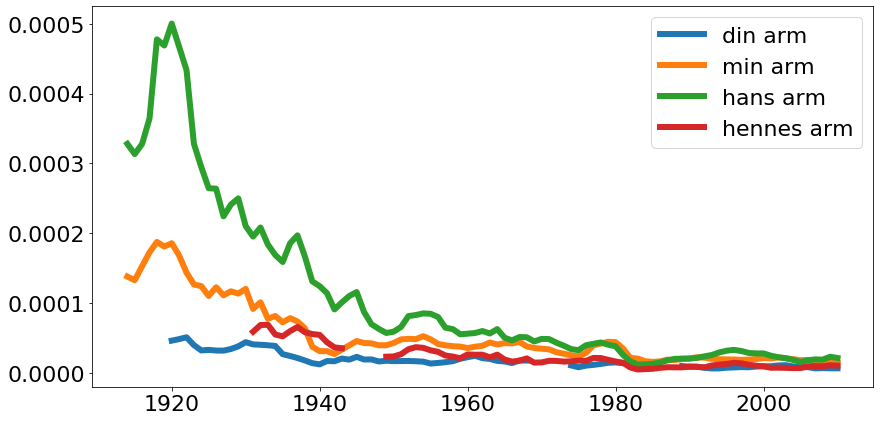 0.0005
0.0004
0.0003
0.0002
0.0001
0.0000
1920 1940 1960 1980 2000
din arm
min arm
hans arm
hennes arm